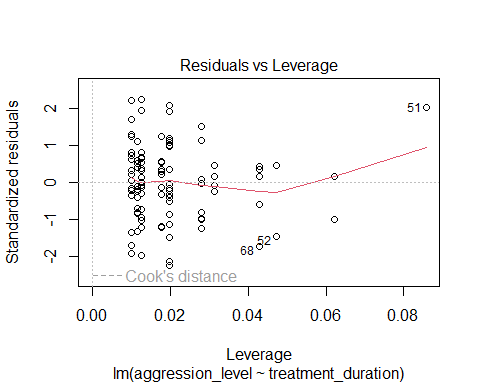 Residuals vs Leverage
Standardized residuals
2
1
0
-1
-2
51
52
68
Cook's distance
0.00 0.02 0.04 0.06 0.08
Leverage
lm(aggression_level ~ treatment_duration)